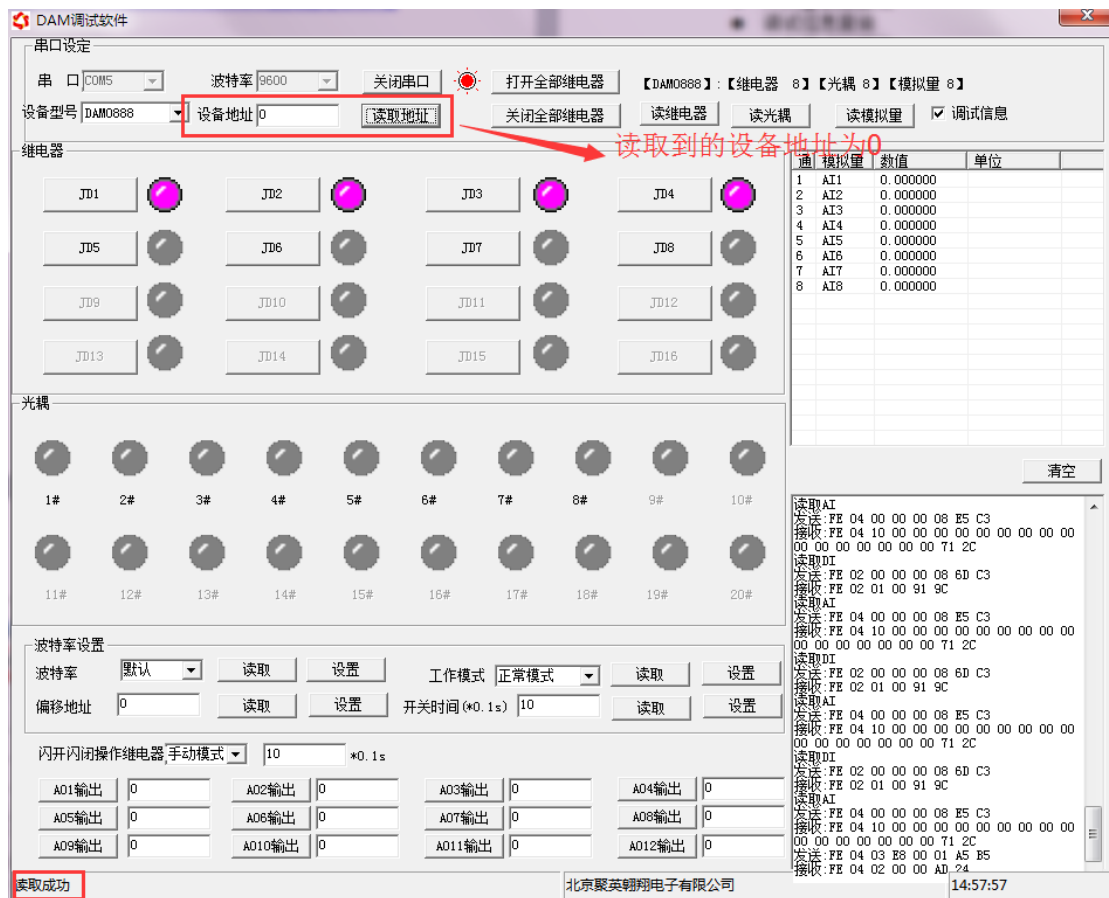 DAM调试软件
串口设定
串 口 COM5 波特率 9600 关闭串口 打开全部继电器 【DAM0888】:【继电器 8】【光耦 8】【模拟量 8】
设备型号 DAM0888 设备地址 0 读取地址 关闭全部继电器 读继电器 读光耦 读模拟量 调试信息
读取到的设备地址为0
继电器
JD1 JD2 JD3 JD4
JD5 JD6 JD7 JD8
JD9 JD10 JD11 JD12
JD13 JD14 JD15 JD16
通 模拟量 数值 单位
1 AI1 0.000000
2 AI2 0.000000
3 AI3 0.000000
4 AI4 0.000000
5 AI5 0.000000
6 AI6 0.000000
7 AI7 0.000000
8 AI8 0.000000
光耦
1# 2# 3# 4# 5# 6# 7# 8# 9# 10#
11# 12# 13# 14# 15# 16# 17# 18# 19# 20#
清空
读取AI
发送:FE 04 00 00 00 08 E5 C3
接收:FE 04 10 00 00 00 00 00 00 00 00 00
00 00 00 00 00 00 00 71 2C
读取DI
发送:FE 02 00 00 00 08 6D C3
接收:FE 02 01 00 91 9C
读取AI
发送:FE 04 00 00 00 08 E5 C3
接收:FE 04 10 00 00 00 00 00 00 00 00 00
00 00 00 00 00 00 00 71 2C
读取DI
发送:FE 02 00 00 00 08 6D C3
接收:FE 02 01 00 91 9C
读取AI
发送:FE 04 00 00 00 08 E5 C3
接收:FE 04 10 00 00 00 00 00 00 00 00 00
00 00 00 00 00 00 00 71 2C
读取DI
发送:FE 02 00 00 00 08 6D C3
接收:FE 02 01 00 91 9C
读取AI
发送:FE 04 00 00 00 08 E5 C3
接收:FE 04 10 00 00 00 00 00 00 00 00 00
00 00 00 00 00 00 00 71 2C
发送:FE 04 03 E8 00 01 A5 B5
接收:FE 04 02 00 00 AD 24
波特率设置
波特率 默认 读取 设置 工作模式 正常模式 读取 设置
偏移地址 0 读取 设置 开关时间(*0.1s) 10 读取 设置
闪开闪闭操作继电器 手动模式 10 *0.1s
AO1输出 0 AO2输出 0 AO3输出 0 AO4输出 0
AO5输出 0 AO6输出 0 AO7输出 0 AO8输出 0
AO9输出 0 AO10输出 0 AO11输出 0 AO12输出 0
读取成功 北京聚英翱翔电子有限公司 14:57:57